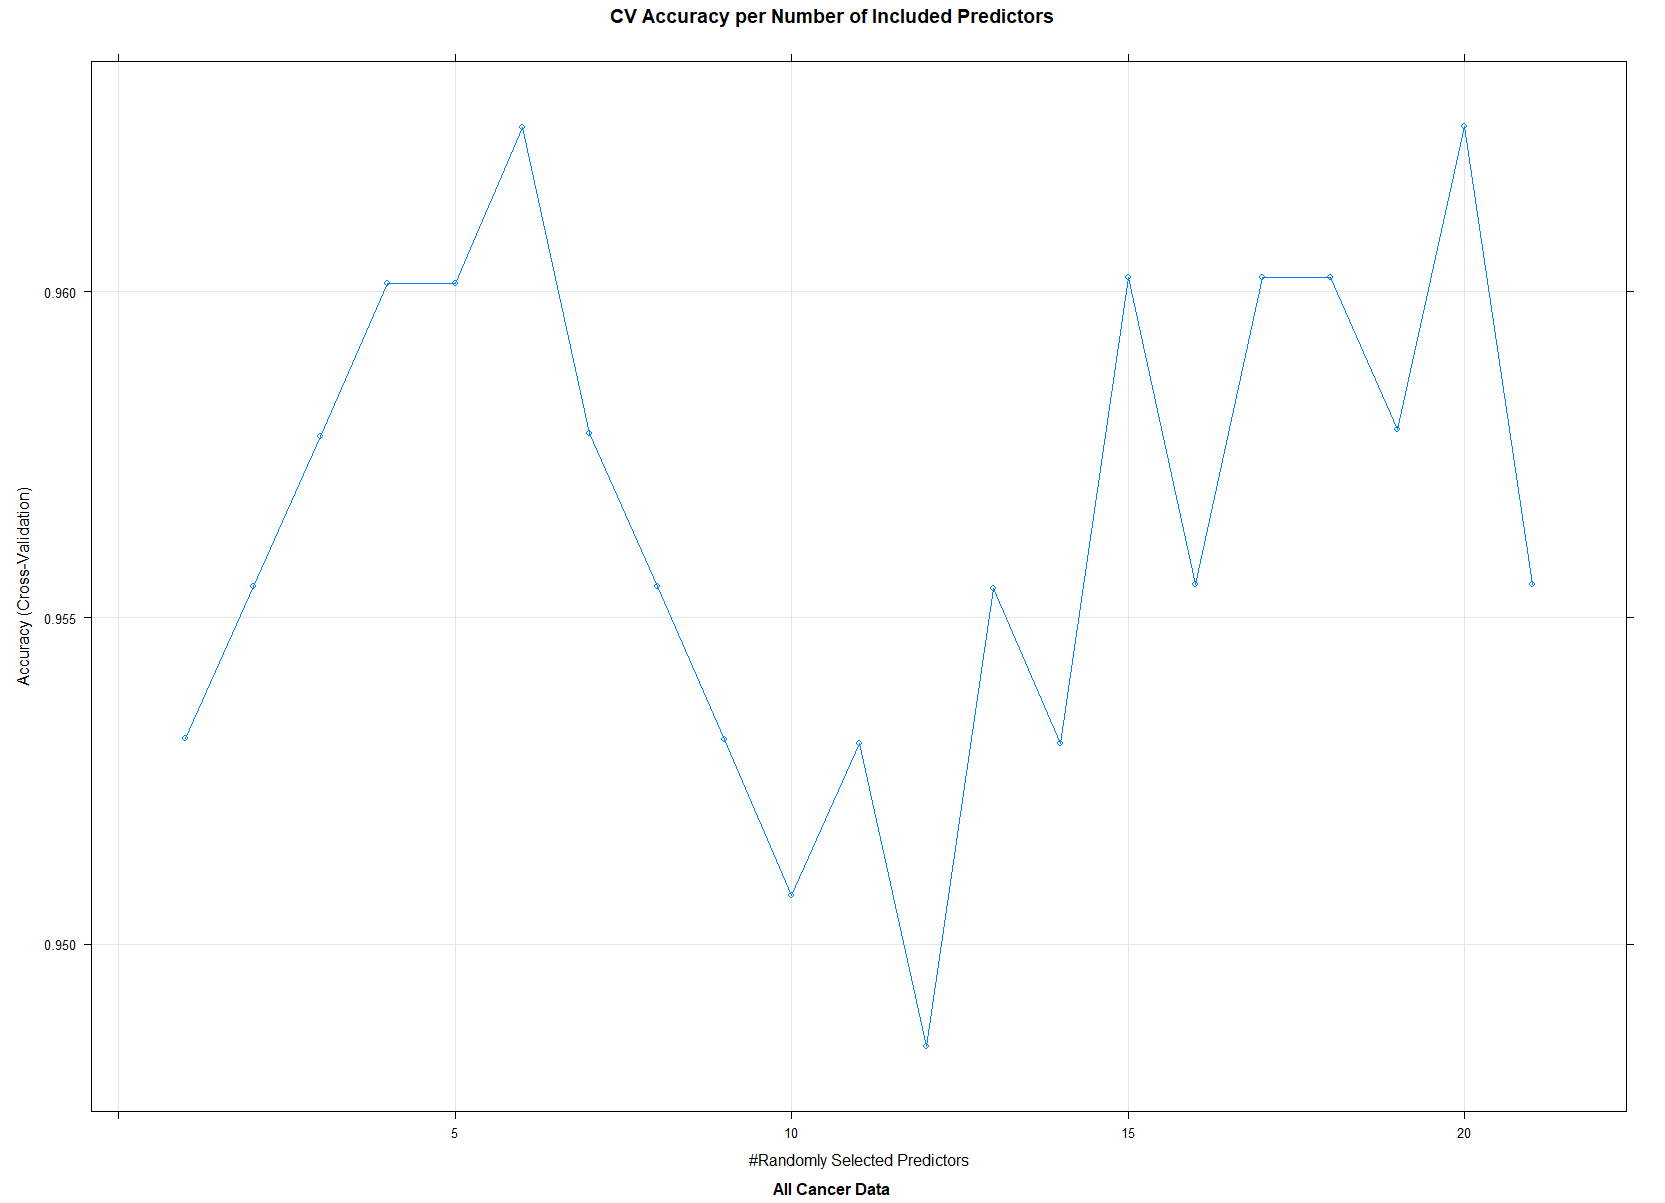 CV Accuracy per Number of Included Predictors
Accuracy (Cross-Validation)
0.960
0.955
0.950
5
10
15
20
#Randomly Selected Predictors
All Cancer Data